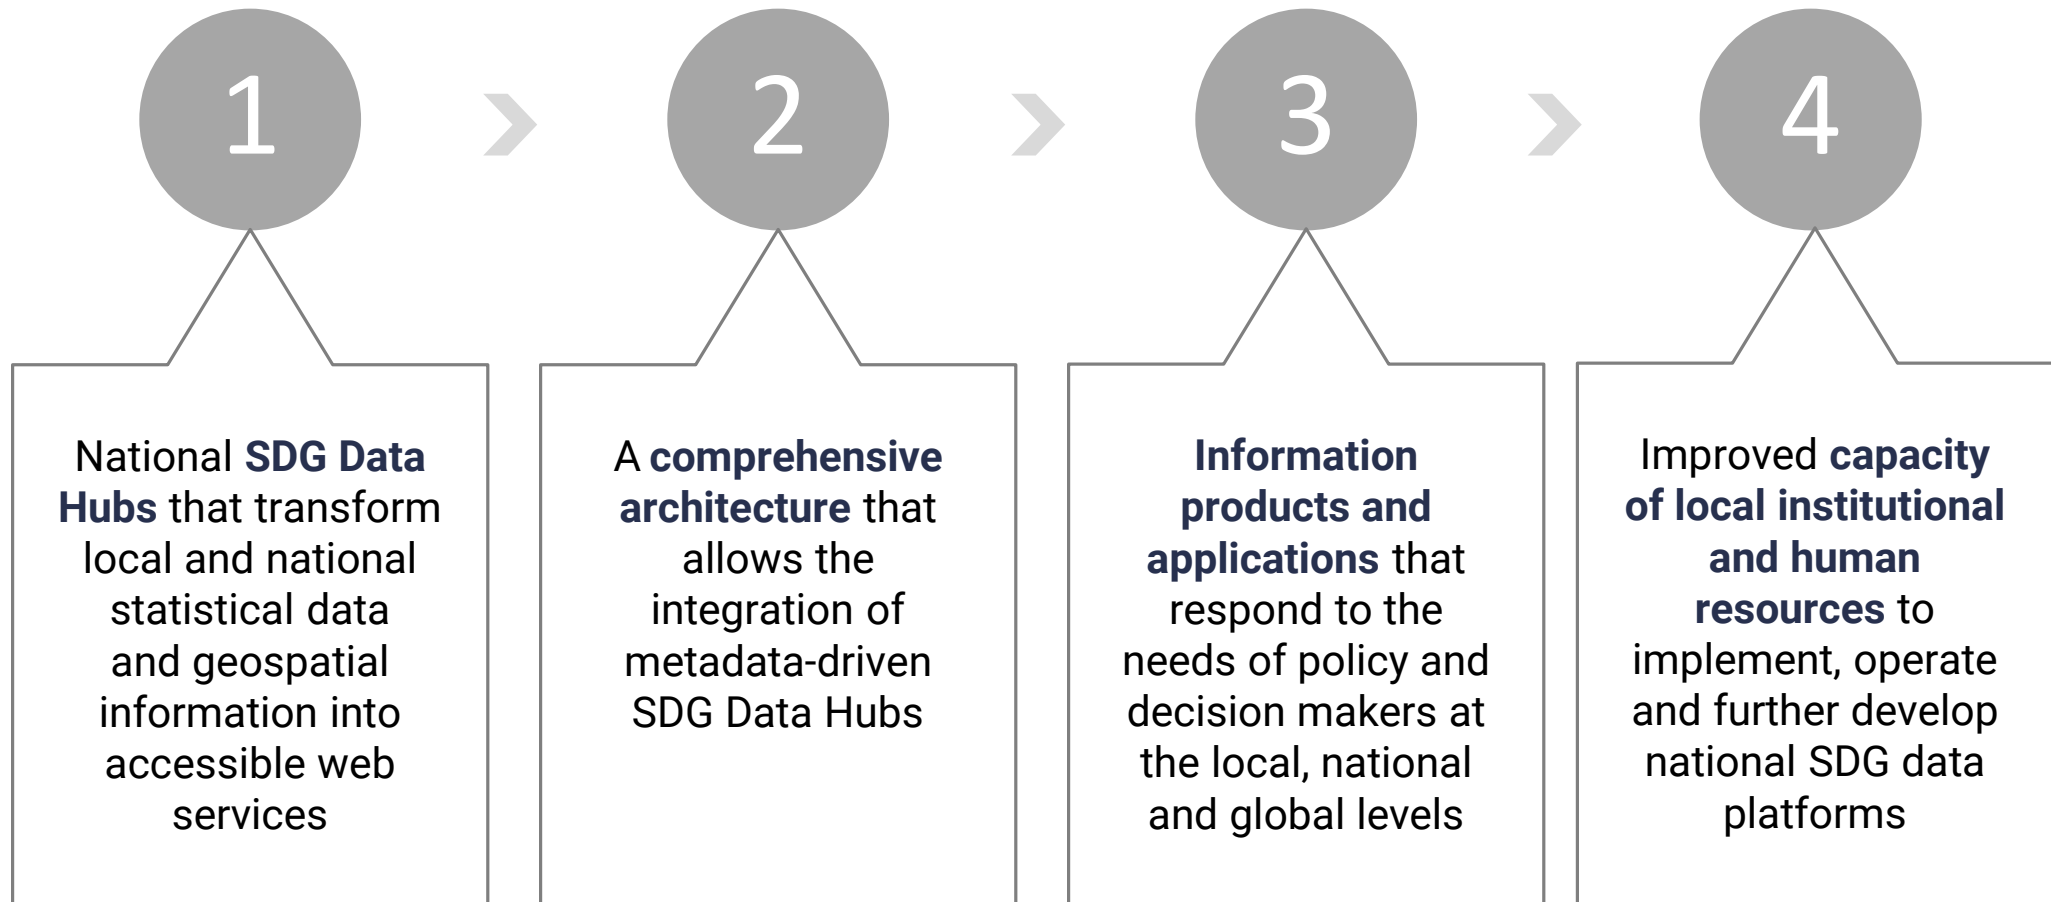 1
National SDG Data
Hubs that transform
local and national
statistical data
and geospatial
information into
accessible web
services
2
A comprehensive
architecture that
allows the
integration of
metadata-driven
SDG Data Hubs
3
Information
products and
applications that
respond to the
needs of policy and
decision makers at
the local, national
and global levels
4
Improved capacity
of local institutional
and human
resources to
implement, operate
and further develop
national SDG data
platforms